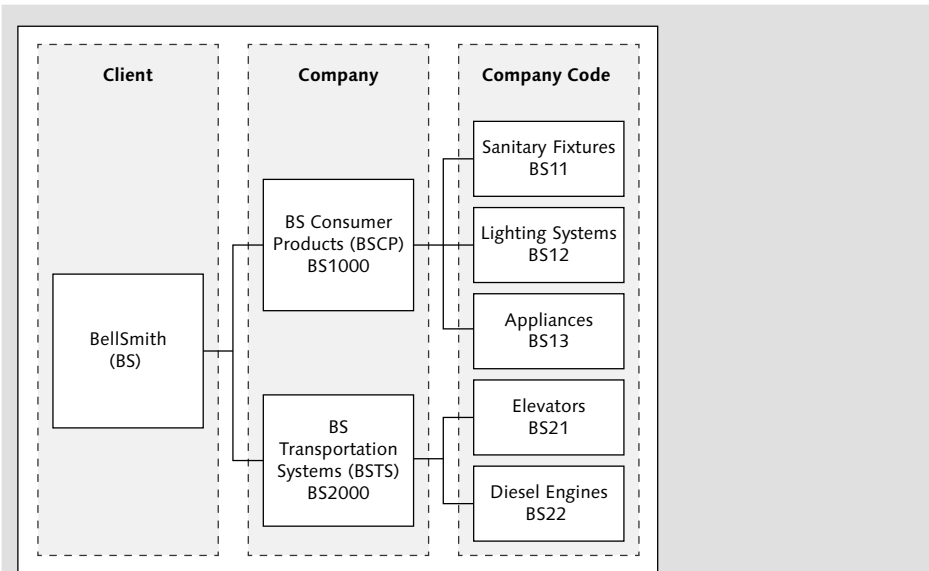 Client
Company
Company Code
BellSmith
(BS)
BS Consumer
Products (BSCP)
BS1000
BS
Transportation
Systems (BSTS)
BS2000
Sanitary Fixtures
BS11
Lighting Systems
BS12
Appliances
BS13
Elevators
BS21
Diesel Engines
BS22